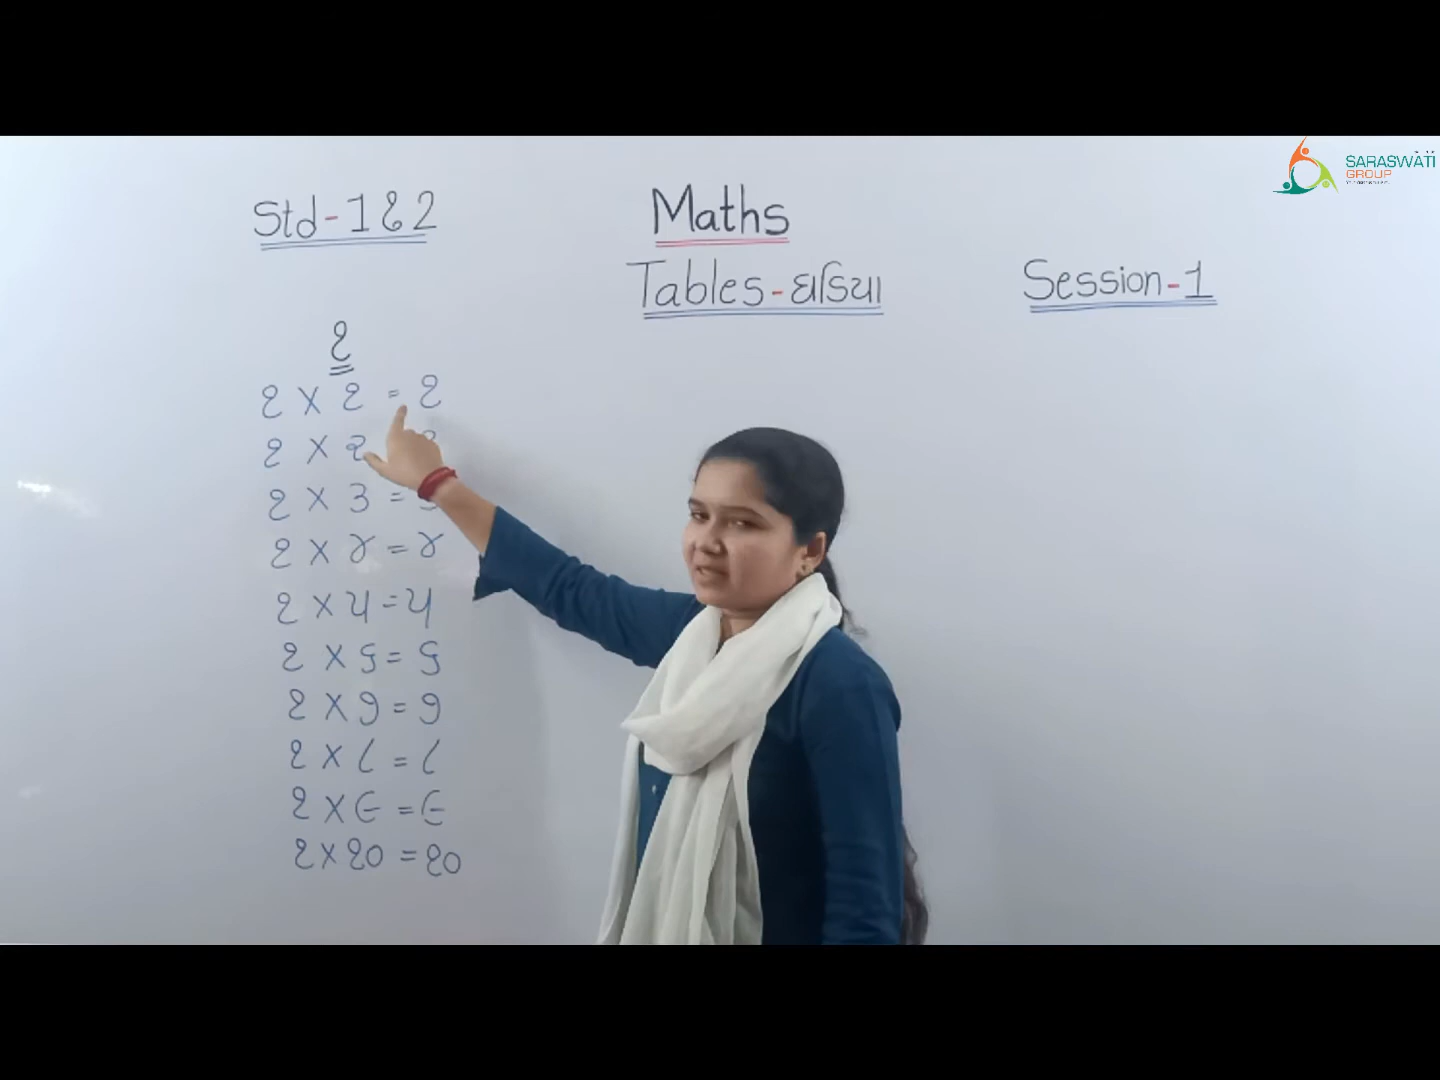 SARASWATI
GROUP
Std-1&2
Maths
Tables-ઘડિયા
Session-1
૧
૧ × ૧ = ૧
૧ × ૨
૧ × ૩ =
૧ × ૪ = ૪
૧ × ૫ = ૫
૧ × ૬ = ૬
૧ × ૭ = ૭
૧ × ૮ = ૮
૧ × ૯ = ૯
૧ × ૧૦ = ૧૦